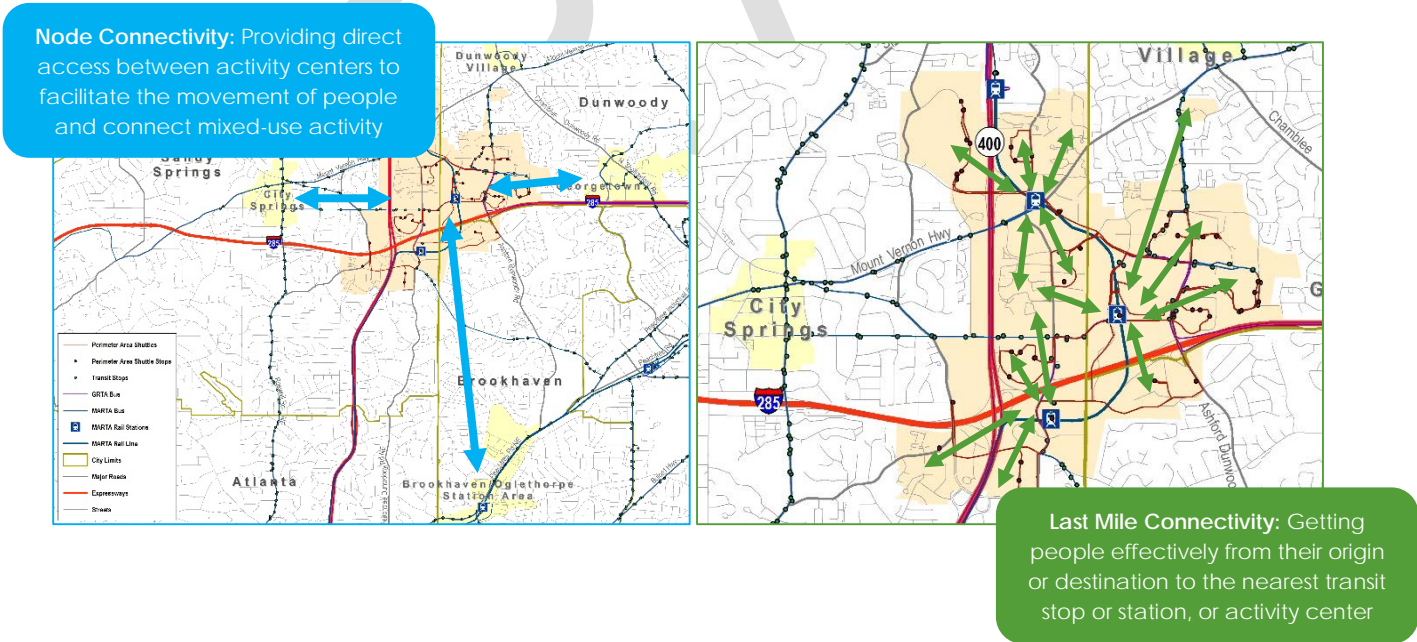 Node Connectivity: Providing direct
access between activity centers to
facilitate the movement of people
and connect mixed-use activity
Dunwoody
Village
Dunwoody
Sandy
Springs
City
Springs
Georgetown
285
285
Brookhaven
Atlanta
Brookhaven Oglethorpe
Station Area
Perimeter Area Shuttles
Perimeter Area Shuttle Stops
Transit Stops
GRTA Bus
MARTA Bus
MARTA Rail Stations
MARTA Rail Line
City Limits
Major Roads
Expressways
Streets
Village
Chamblee
400
Mount Vernon Hwy
City
Springs
G
285
Ashford Dunwoo
Last Mile Connectivity: Getting
people effectively from their origin
or destination to the nearest transit
stop or station, or activity center